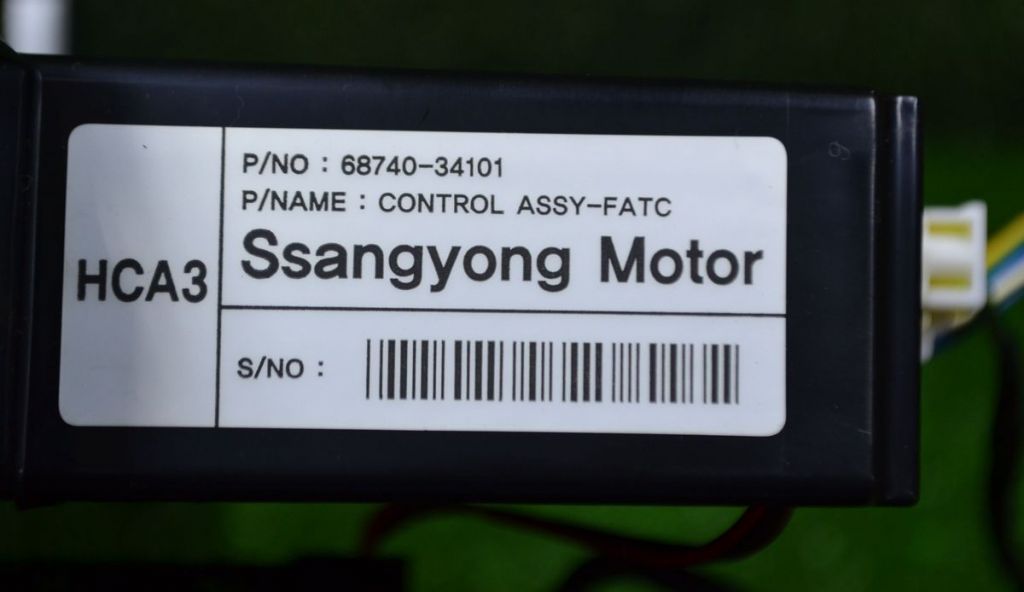 HCA3
P/NO : 68740-34101
P/NAME : CONTROL ASSY-FATC
Ssangyong Motor
S/NO :